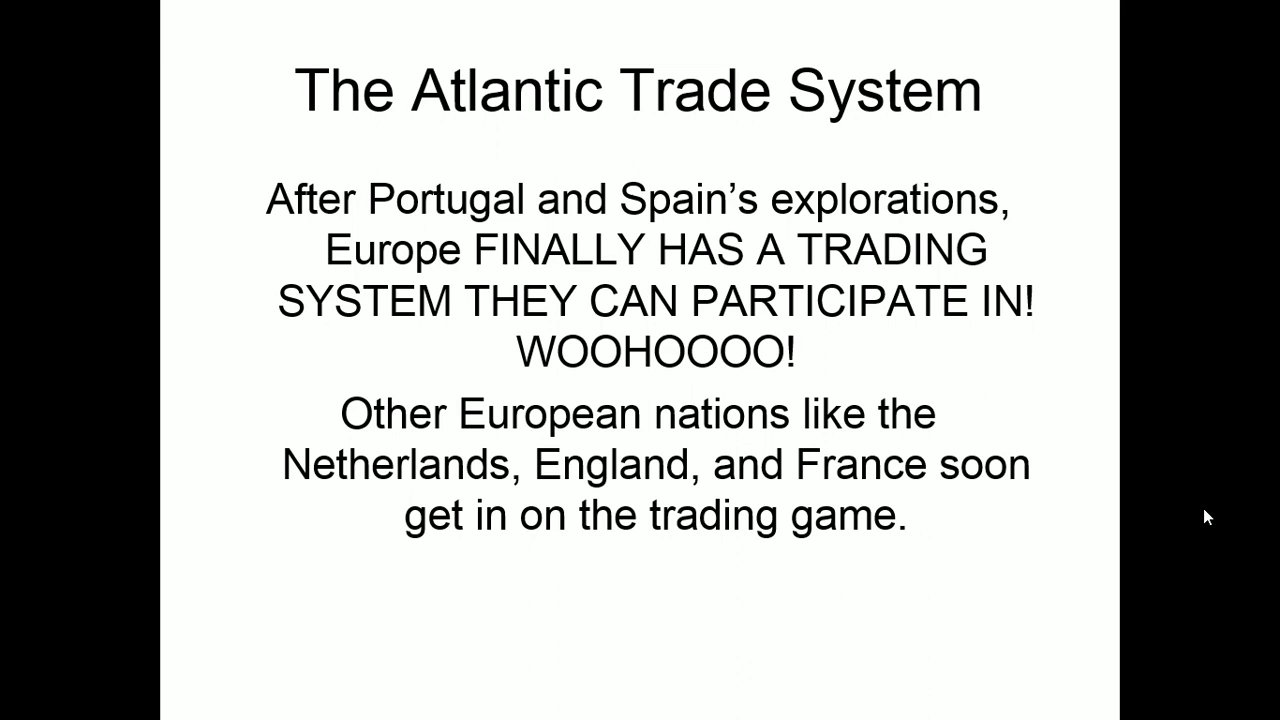 The Atlantic Trade System
After Portugal and Spain’s explorations,
Europe FINALLY HAS A TRADING
SYSTEM THEY CAN PARTICIPATE IN!
WOOHOOOO!
Other European nations like the
Netherlands, England, and France soon
get in on the trading game.